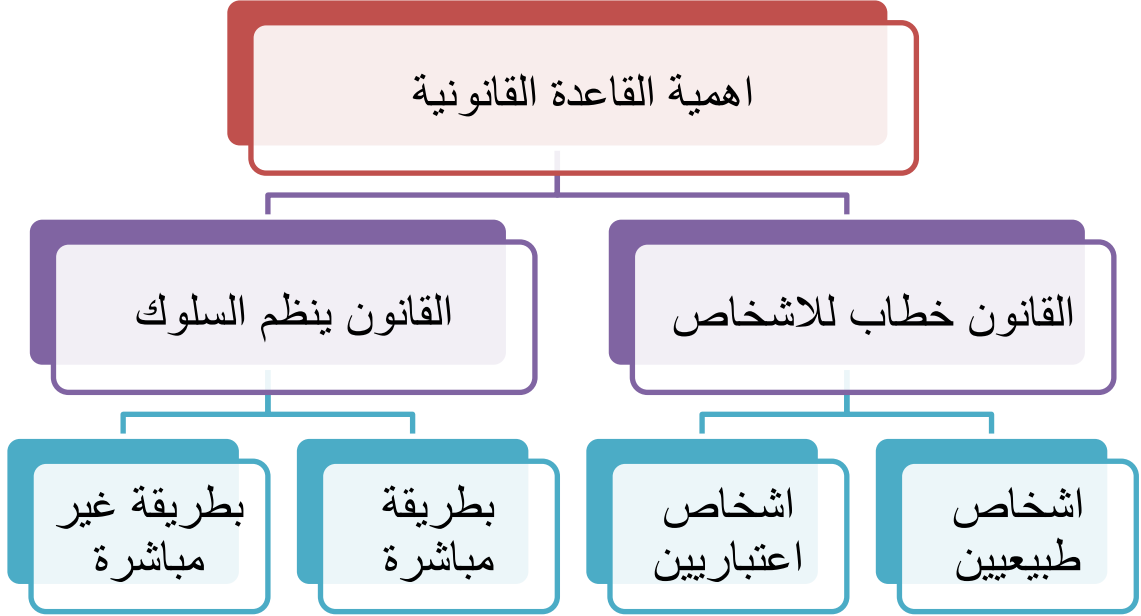 اهمية القاعدة القانونية
القانون خطاب للاشخاص
القانون ينظم السلوك
اشخاص
طبيعيين
اشخاص
اعتباريين
بطريقة
مباشرة
بطريقة غير
مباشرة